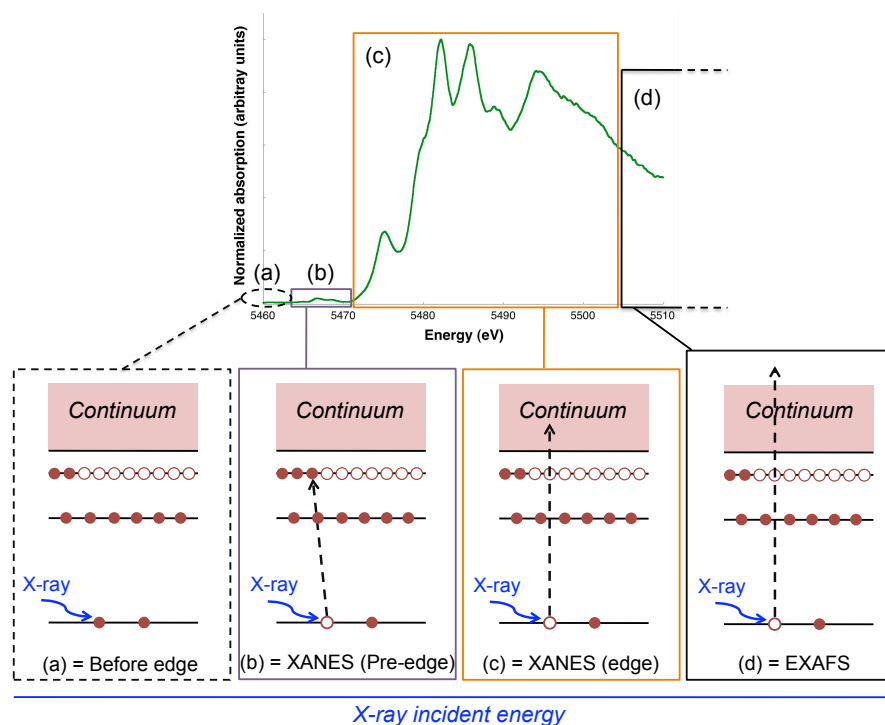 Normalized absorption (arbitray units)
(c)
(d)
(a)
(b)
5460
5470
5480
5490
5500
5510
Energy (eV)
Continuum
Continuum
Continuum
Continuum
X-ray
X-ray
X-ray
X-ray
(a) = Before edge
(b) = XANES (Pre-edge)
(c) = XANES (edge)
(d) = EXAFS
X-ray incident energy